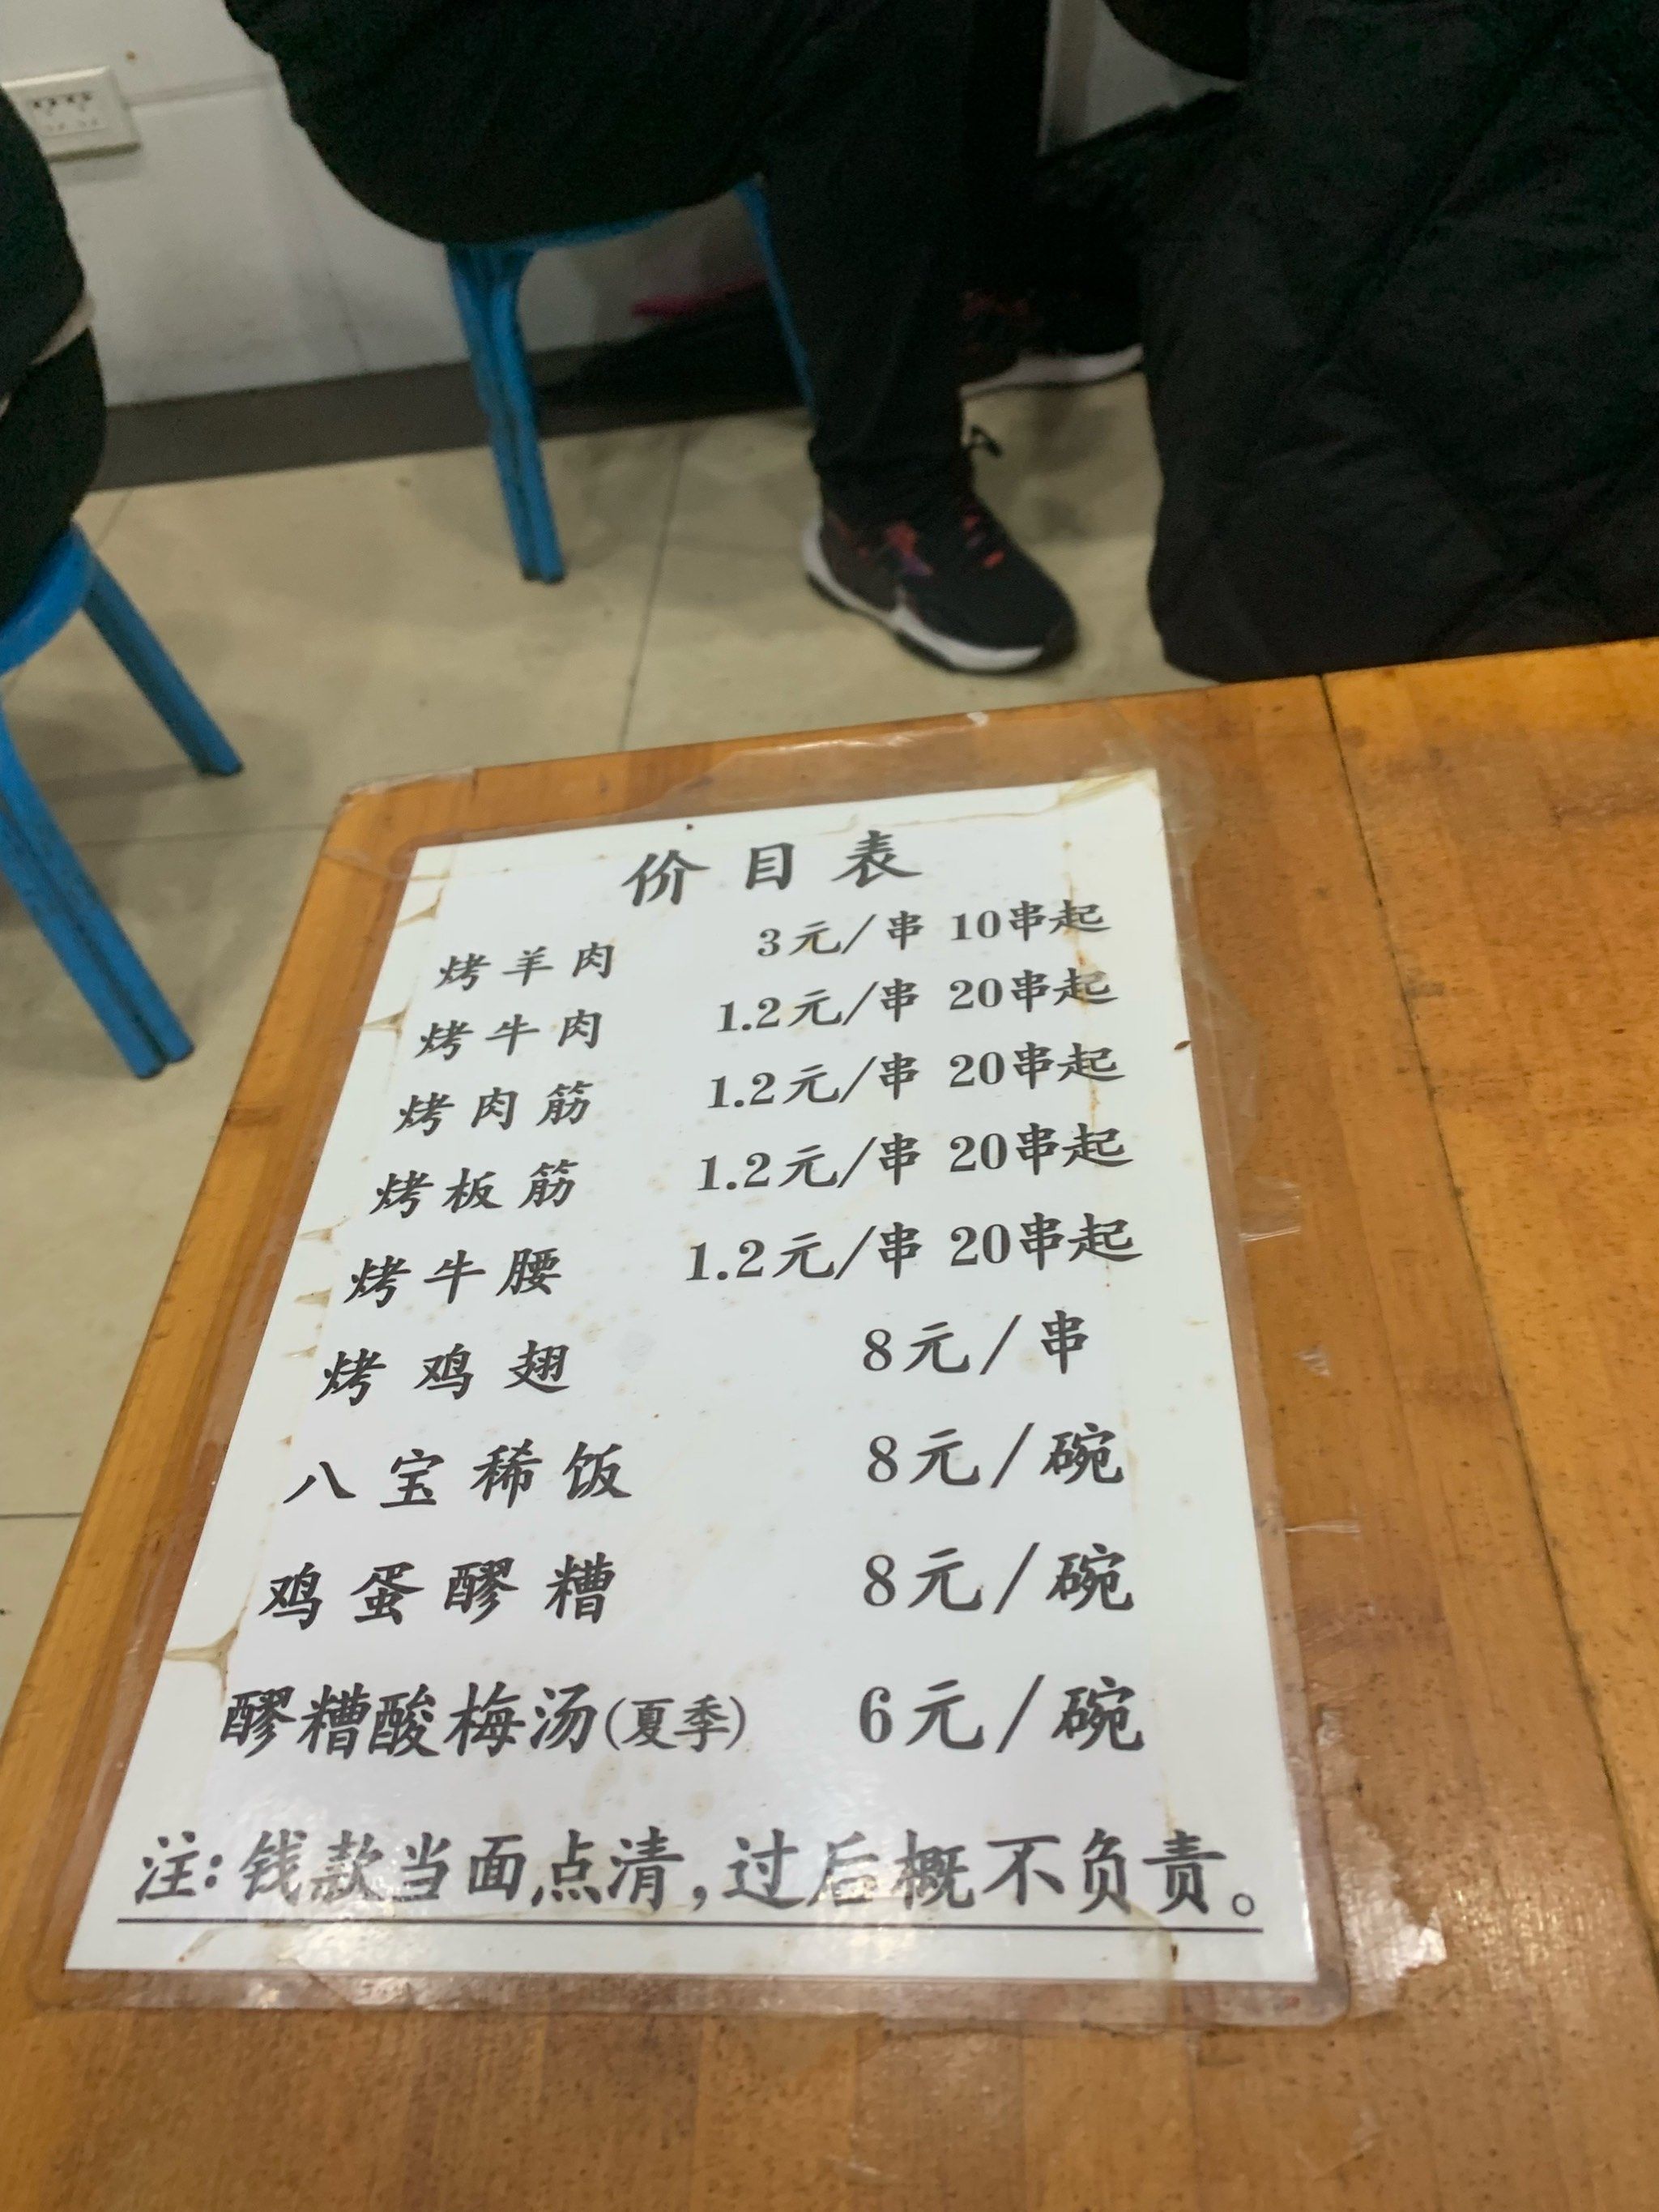 价目表
烤羊肉 3元/串 10串起
烤牛肉 1.2元/串 20串起
烤肉筋 1.2元/串 20串起
烤板筋 1.2元/串 20串起
烤牛腰 1.2元/串 20串起
烤鸡翅 8元/串
八宝稀饭 8元/碗
鸡蛋醪糟 8元/碗
醪糟酸梅汤(夏季) 6元/碗
注:钱款当面点清,过后概不负责。